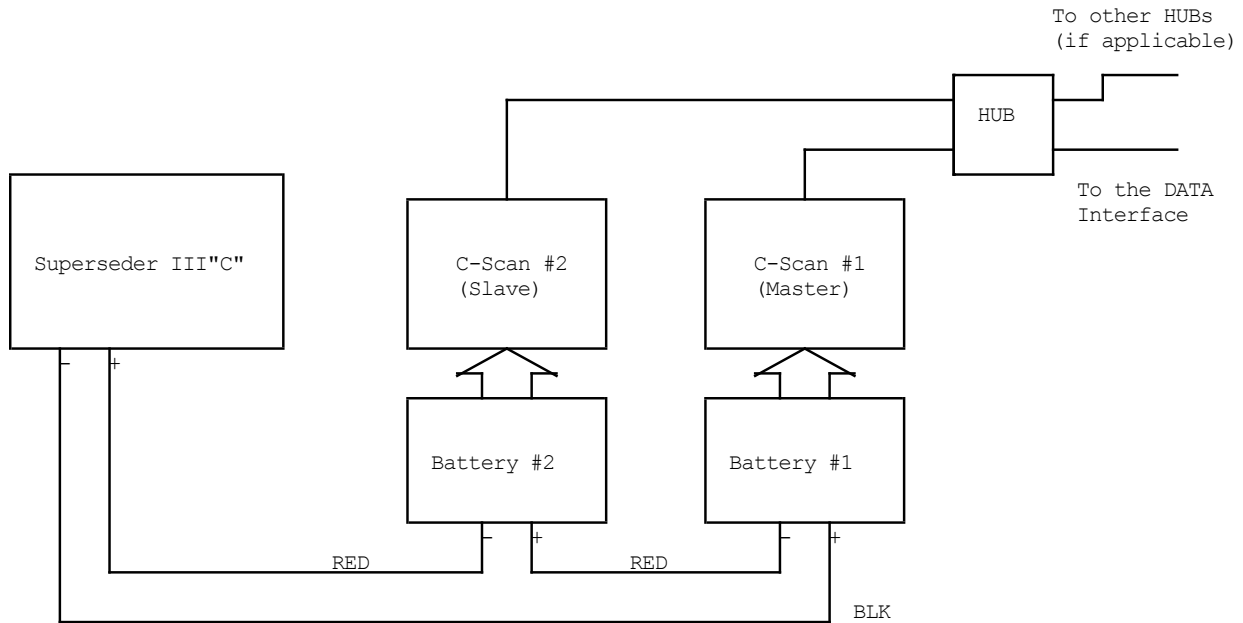 To other HUBs
(if applicable)
HUB
To the DATA
Interface
Superseder III"C"
C-Scan #2
(Slave)
C-Scan #1
(Master)
- +
Battery #2
Battery #1
- + - +
RED RED
BLK